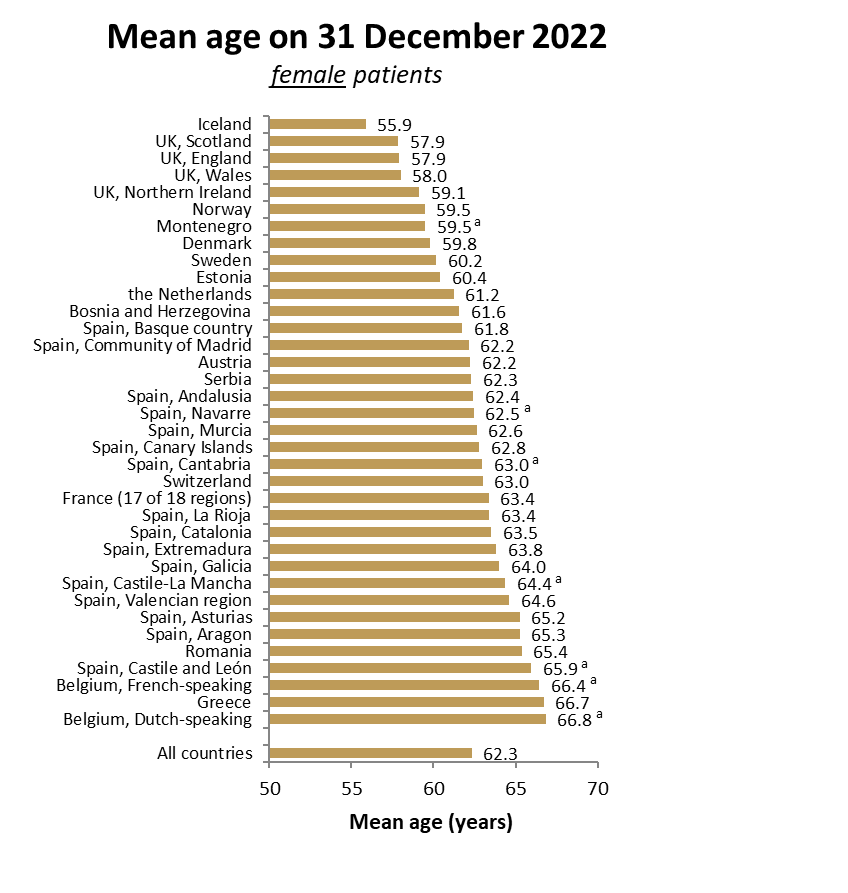 Mean age on 31 December 2022
female patients
Iceland 55.9
UK, Scotland 57.9
UK, England 57.9
UK, Wales 58.0
UK, Northern Ireland 59.1
Norway 59.5
Montenegro 59.5 a
Denmark 59.8
Sweden 60.2
Estonia 60.4
the Netherlands 61.2
Bosnia and Herzegovina 61.6
Spain, Basque country 61.8
Spain, Community of Madrid 62.2
Austria 62.2
Serbia 62.3
Spain, Andalusia 62.4
Spain, Navarre 62.5 a
Spain, Murcia 62.6
Spain, Canary Islands 62.8
Spain, Cantabria 63.0 a
Switzerland 63.0
France (17 of 18 regions) 63.4
Spain, La Rioja 63.4
Spain, Catalonia 63.5
Spain, Extremadura 63.8
Spain, Galicia 64.0
Spain, Castile-La Mancha 64.4 a
Spain, Valencian region 64.6
Spain, Asturias 65.2
Spain, Aragon 65.3
Romania 65.4
Spain, Castile and León 65.9 a
Belgium, French-speaking 66.4 a
Greece 66.7
Belgium, Dutch-speaking 66.8 a
All countries 62.3
50 55 60 65 70
Mean age (years)